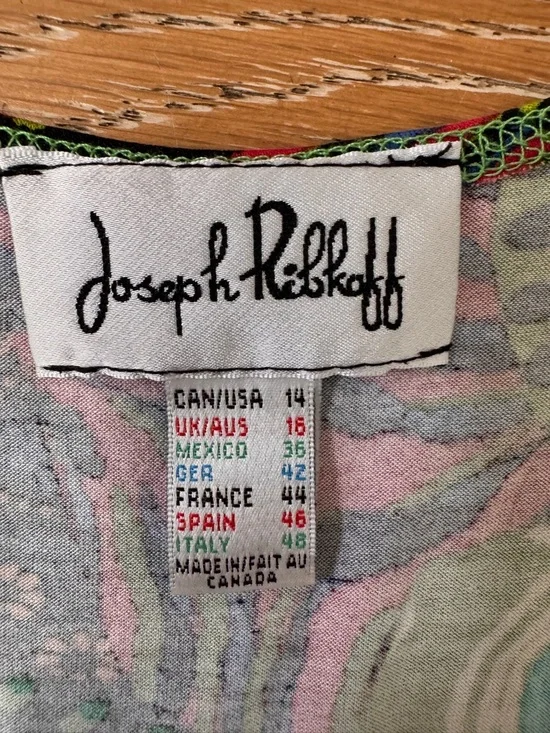 Joseph Ribkoff
CAN/USA 14
UK/AUS 16
MEXICO 36
GER 42
FRANCE 44
SPAIN 46
ITALY 48
MADE IN/FAIT AU
CANADA